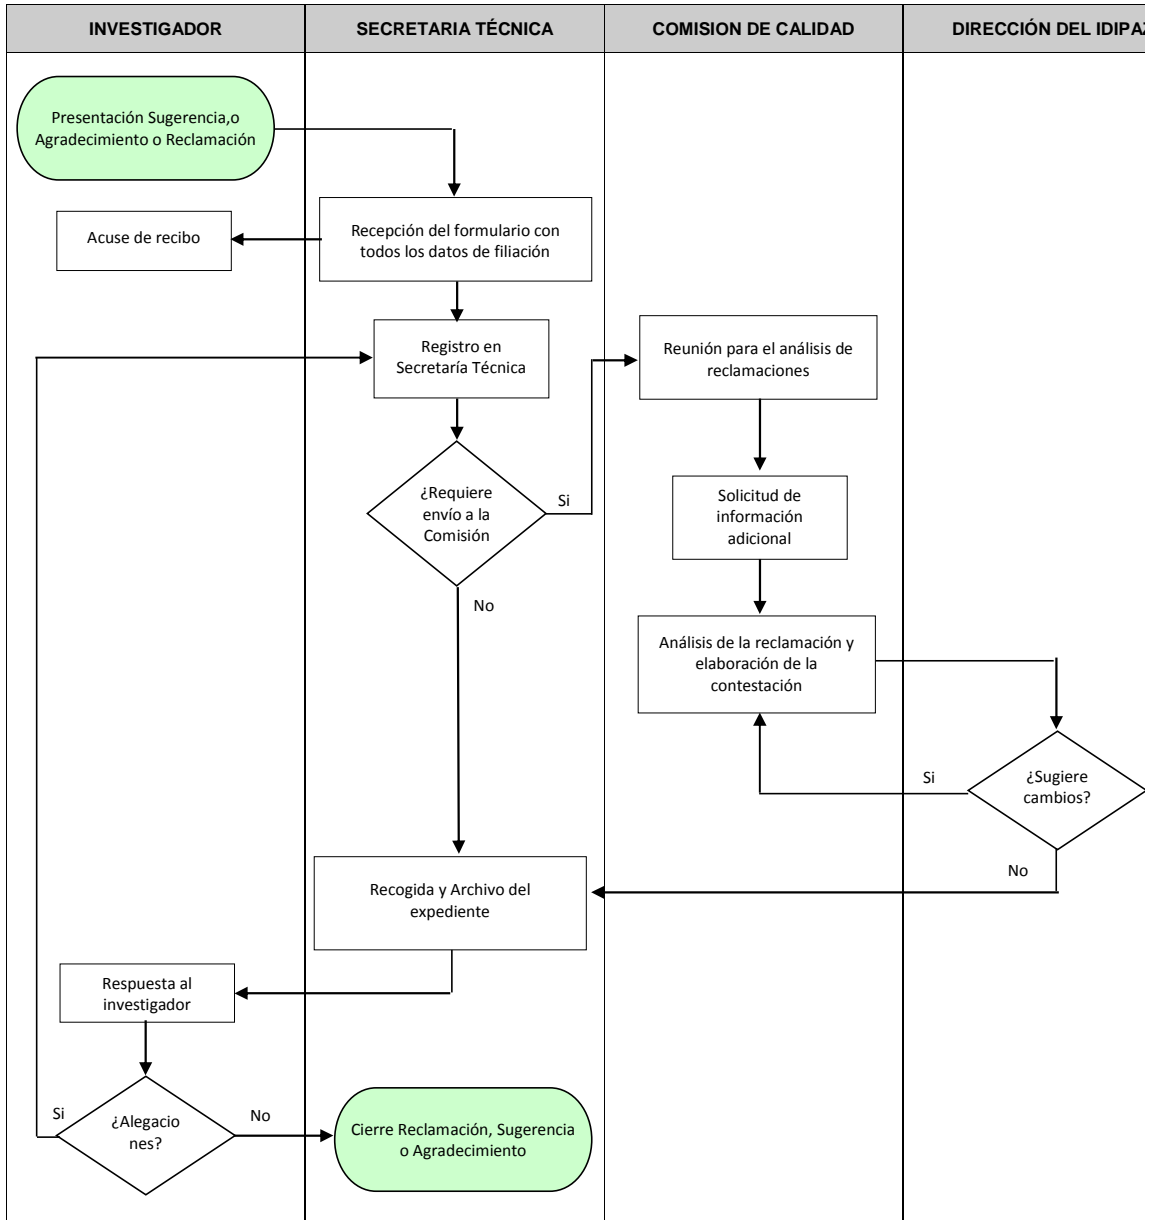 INVESTIGADOR
SECRETARIA TÉCNICA
COMISION DE CALIDAD
DIRECCIÓN DEL IDIPAZ
Presentación Sugerencia,o
Agradecimiento o Reclamación
Acuse de recibo
Recepción del formulario con
todos los datos de filiación
Registro en
Secretaría Técnica
Reunión para el análisis de
reclamaciones
¿Requiere
envío a la
Comisión
Si
No
Solicitud de
información
adicional
Análisis de la reclamación y
elaboración de la
contestación
¿Sugiere
cambios?
Si
No
Recogida y Archivo del
expediente
Respuesta al
investigador
¿Alegacio
nes?
Si
No
Cierre Reclamación, Sugerencia
o Agradecimiento